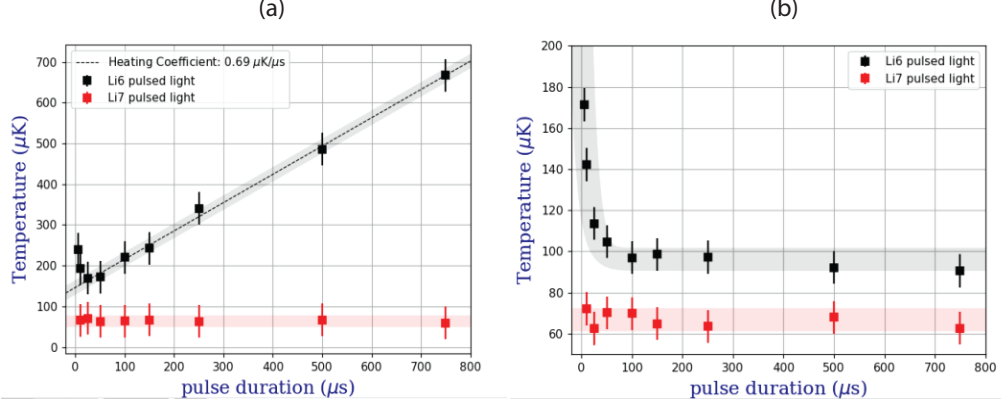 (a)
Heating Coefficient: 0.69 μK/μs
Li6 pulsed light
Li7 pulsed light
Temperature (μK)
700
600
500
400
300
200
100
0
0 100 200 300 400 500 600 700 800
pulse duration (μs)
(b)
Li6 pulsed light
Li7 pulsed light
Temperature (μK)
200
180
160
140
120
100
80
60
0 100 200 300 400 500 600 700 800
pulse duration (μs)